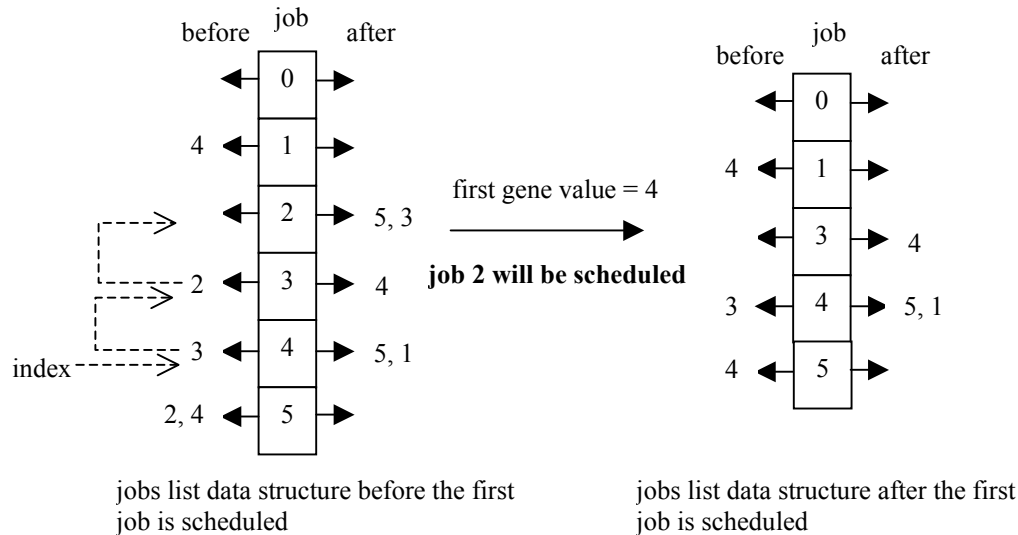 job
before
after
0
4
1
2
5, 3
2
3
4
3
4
5, 1
index
2, 4
5
first gene value = 4
job 2 will be scheduled
job
before
after
0
4
1
3
4
3
4
5, 1
4
5
jobs list data structure before the first
job is scheduled
jobs list data structure after the first
job is scheduled